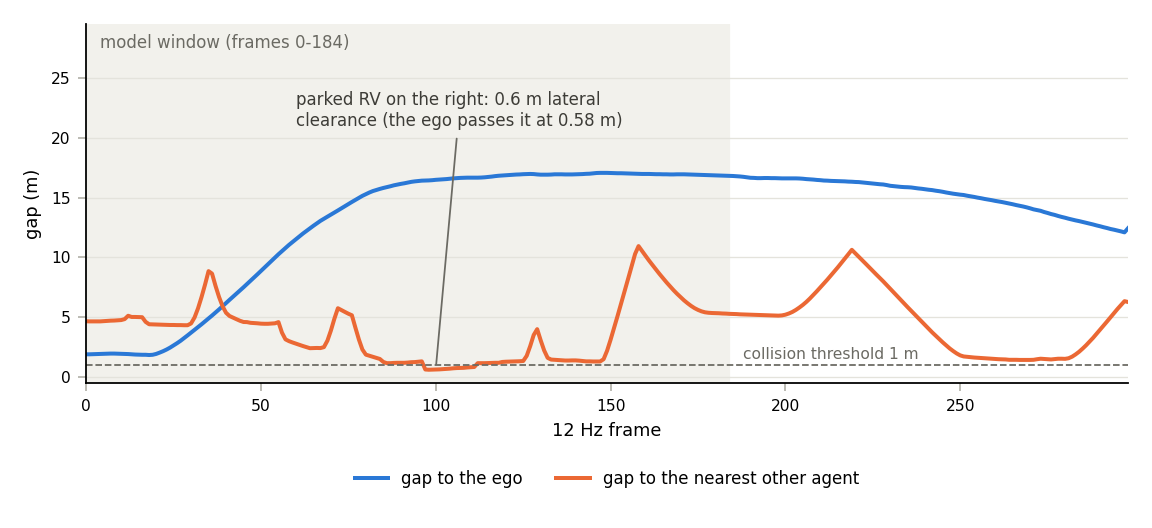 model window (frames 0-184)
parked RV on the right: 0.6 m lateral
clearance (the ego passes it at 0.58 m)
collision threshold 1 m
gap (m)
25
20
15
10
5
0
0 50 100 150 200 250
12 Hz frame
gap to the ego
gap to the nearest other agent